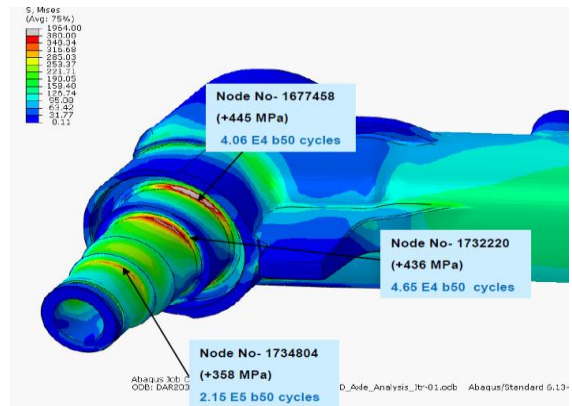 S, Mises
(Avg: 75%)
1964.00
380.00
348.34
316.68
285.03
253.37
221.71
190.05
158.40
126.74
95.08
63.42
31.77
0.11
Node No- 1677458
(+445 MPa)
4.06 E4 b50 cycles
Node No- 1732220
(+436 MPa)
4.65 E4 b50 cycles
Node No- 1734804
(+358 MPa)
2.15 E5 b50 cycles
Abaqus Job
ODB: DAR203 D_Axle_Analysis_Itr-01.odb Abaqus/Standard 6.13-